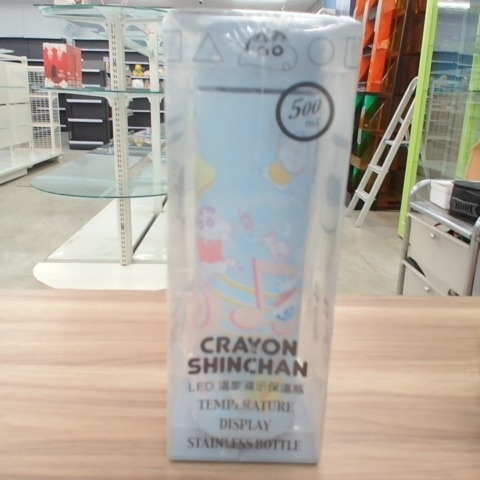 500
ml
CRAYON
SHINCHAN
LED 溫度顯示保溫瓶
TEMPERATURE
DISPLAY
STAINLESS BOTTLE